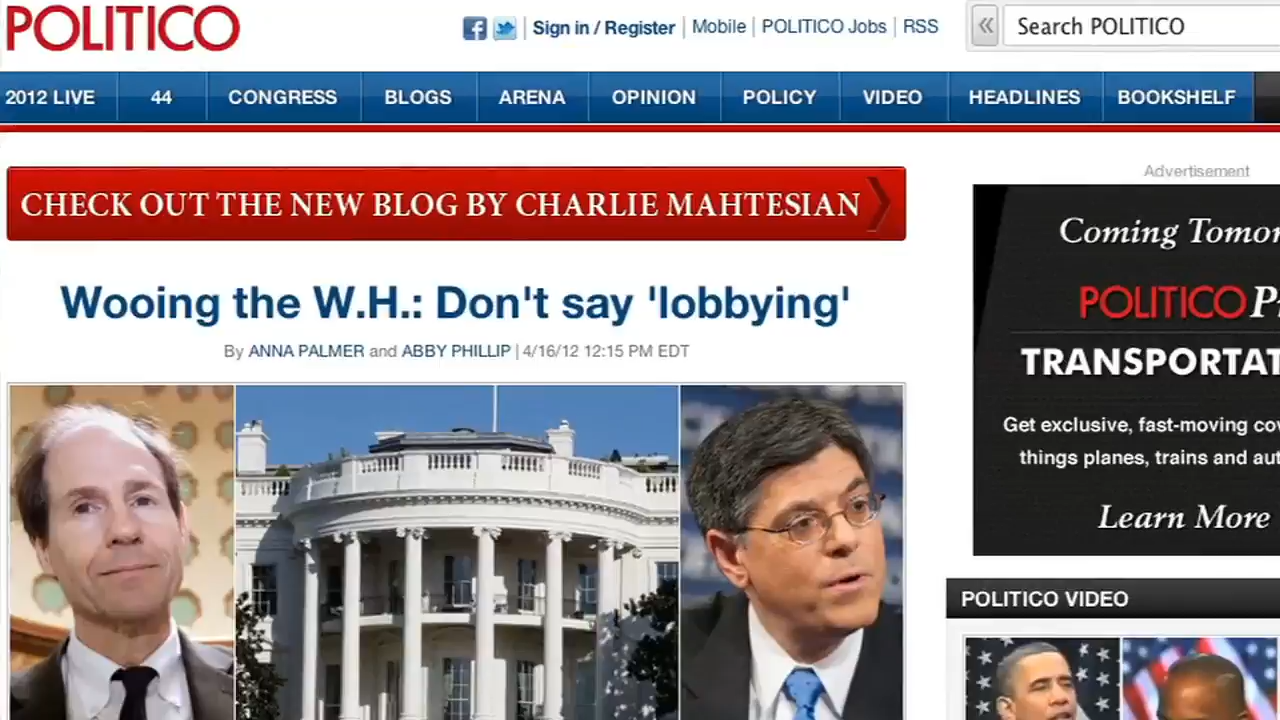 POLITICO
Sign in / Register | Mobile | POLITICO Jobs | RSS
Search POLITICO
2012 LIVE 44 CONGRESS BLOGS ARENA OPINION POLICY VIDEO HEADLINES BOOKSHELF
CHECK OUT THE NEW BLOG BY CHARLIE MAHTESIAN
Wooing the W.H.: Don't say 'lobbying'
By ANNA PALMER and ABBY PHILLIP | 4/16/12 12:15 PM EDT
Advertisement
Coming
POLITICO
Get exclusive, fast-moving
things planes, trains and
Learn More
POLITICO VIDEO